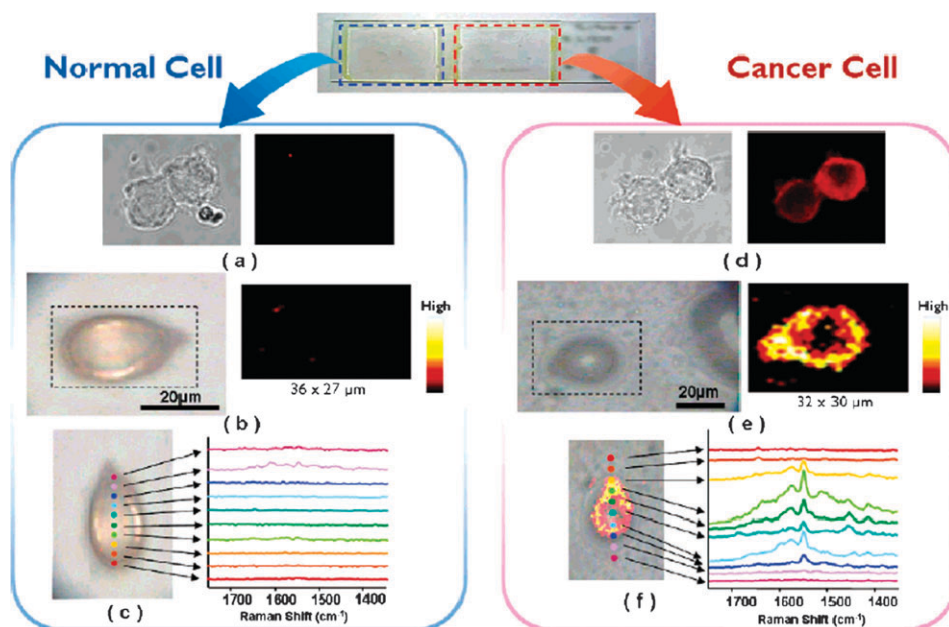 Normal Cell
Cancer Cell
( a )
( d )
High
20µm
36 x 27 µm
( b )
High
20µm
32 x 30 µm
( e )
1700 1600 1500 1400
Raman Shift (cm⁻¹)
( c )
1700 1600 1500 1400
Raman Shift (cm⁻¹)
( f )